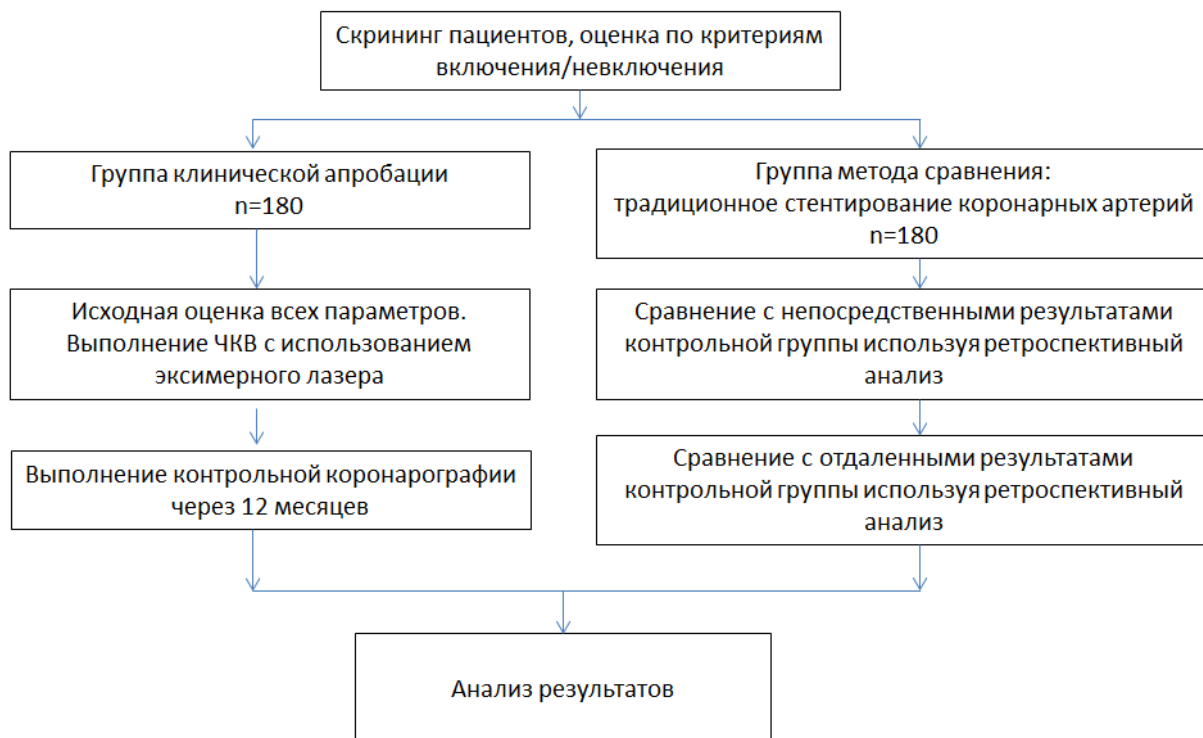 Скрининг пациентов, оценка по критериям
включения/невключения
Группа клинической апробации
n=180
Группа метода сравнения:
традиционное стентирование коронарных артерий
n=180
Исходная оценка всех параметров.
Выполнение ЧКВ с использованием
эксимерного лазера
Сравнение с непосредственными результатами
контрольной группы используя ретроспективный
анализ
Выполнение контрольной коронарографии
через 12 месяцев
Сравнение с отдаленными результатами
контрольной группы используя ретроспективный
анализ
Анализ результатов